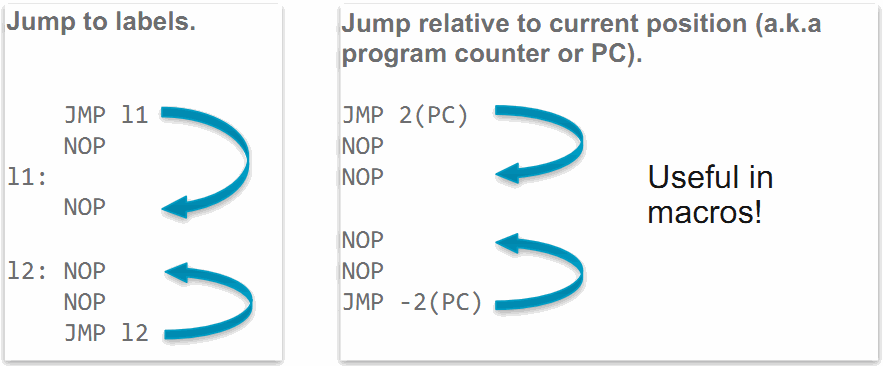 Jump to labels.
JMP l1
NOP
l1:
NOP
l2: NOP
NOP
JMP l2
Jump relative to current position (a.k.a
program counter or PC).
JMP 2(PC)
NOP
NOP
NOP
NOP
JMP -2(PC)
Useful in
macros!